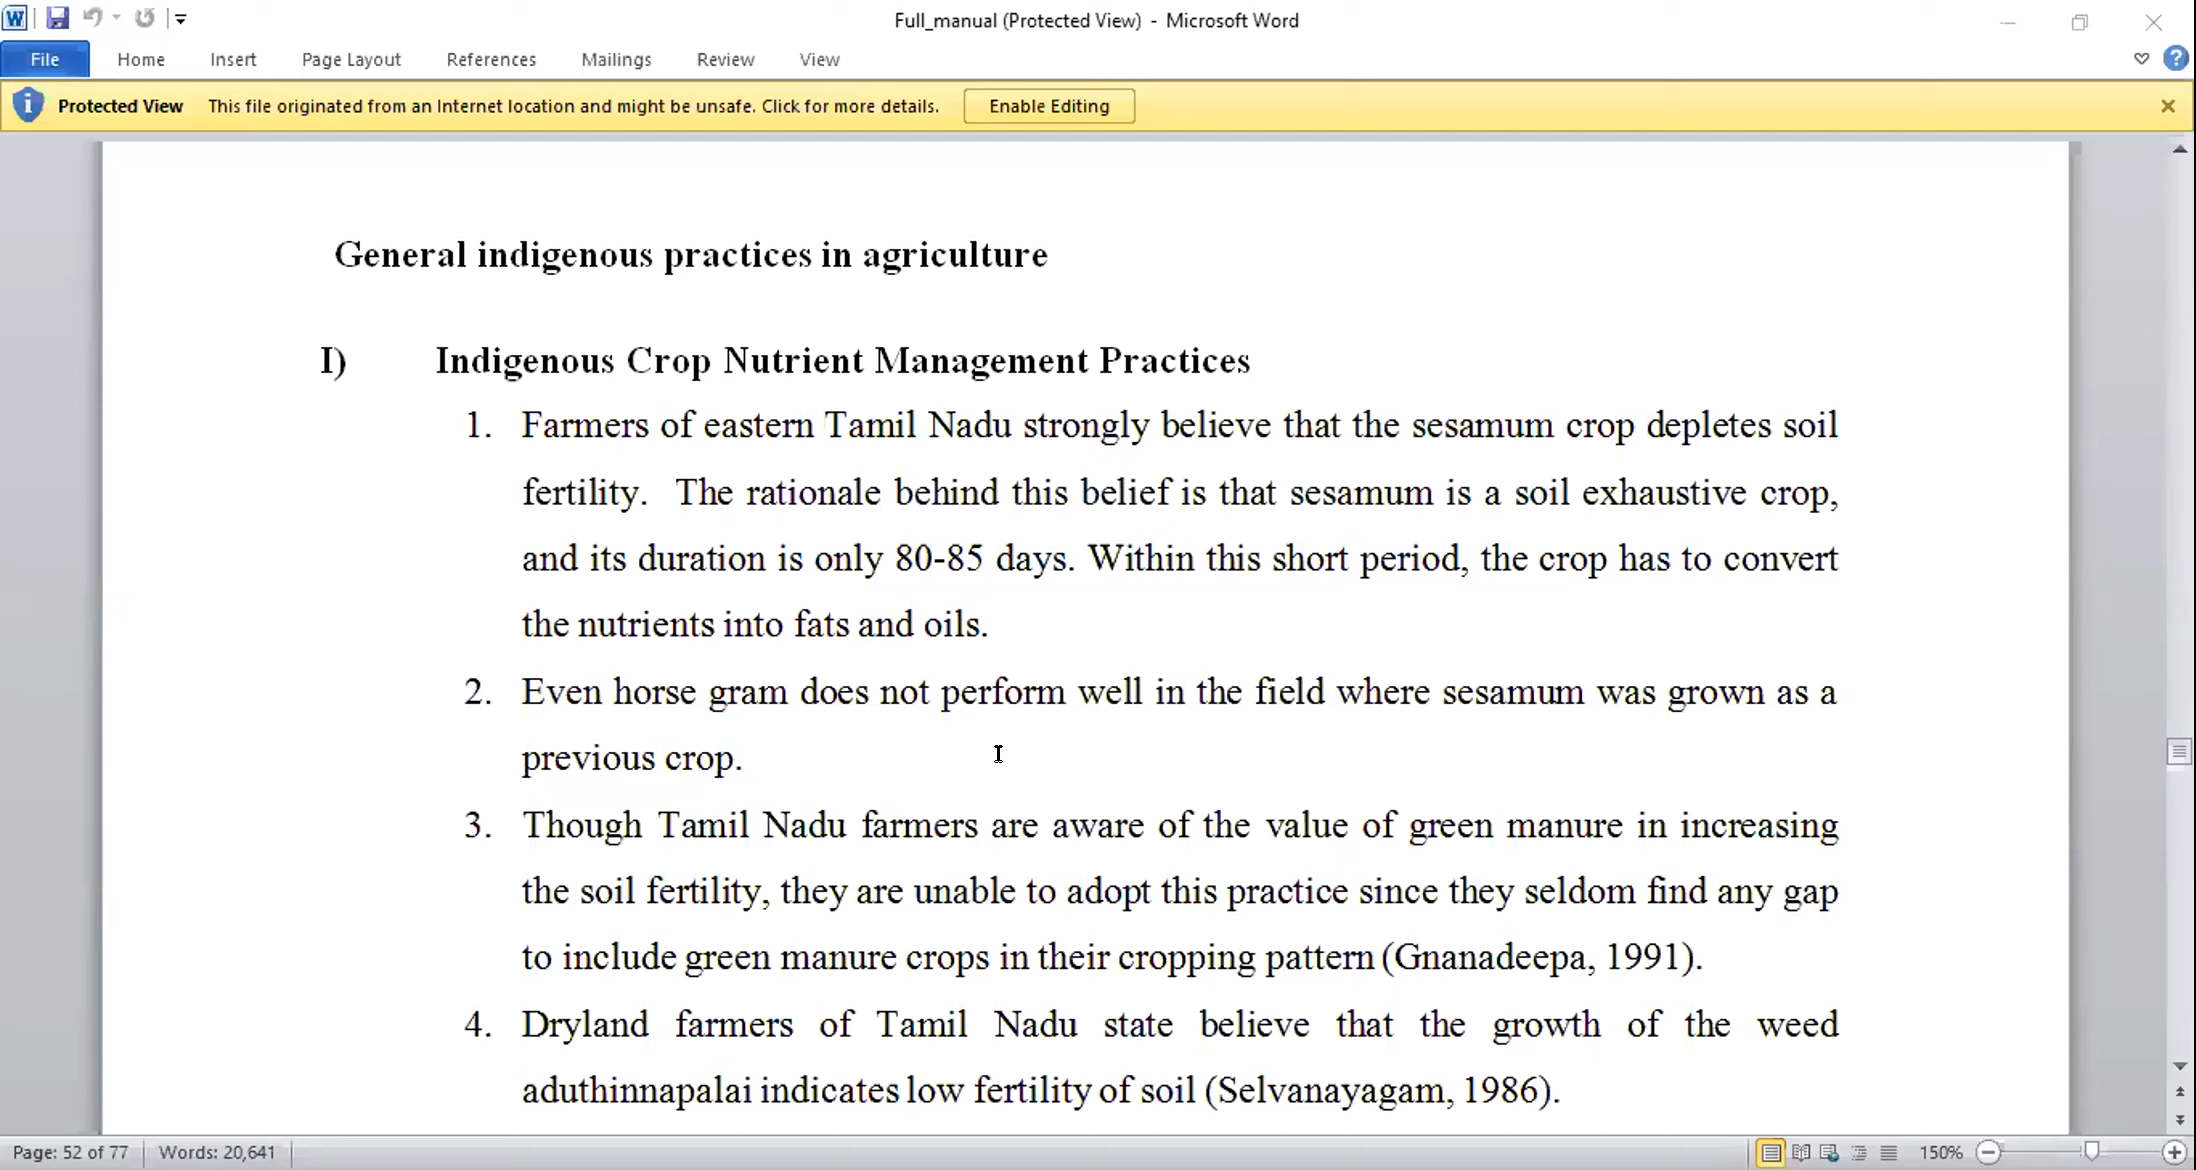 Full_manual (Protected View) - Microsoft Word
File Home Insert Page Layout References Mailings Review View
Protected View This file originated from an Internet location and might be unsafe. Click for more details. Enable Editing
General indigenous practices in agriculture
I) Indigenous Crop Nutrient Management Practices
1. Farmers of eastern Tamil Nadu strongly believe that the sesamum crop depletes soil
fertility. The rationale behind this belief is that sesamum is a soil exhaustive crop,
and its duration is only 80-85 days. Within this short period, the crop has to convert
the nutrients into fats and oils.
2. Even horse gram does not perform well in the field where sesamum was grown as a
previous crop.
3. Though Tamil Nadu farmers are aware of the value of green manure in increasing
the soil fertility, they are unable to adopt this practice since they seldom find any gap
to include green manure crops in their cropping pattern (Gnanadeepa, 1991).
4. Dryland farmers of Tamil Nadu state believe that the growth of the weed
aduthinnapalai indicates low fertility of soil (Selvanayagam, 1986).
Page: 52 of 77 Words: 20,641 150%